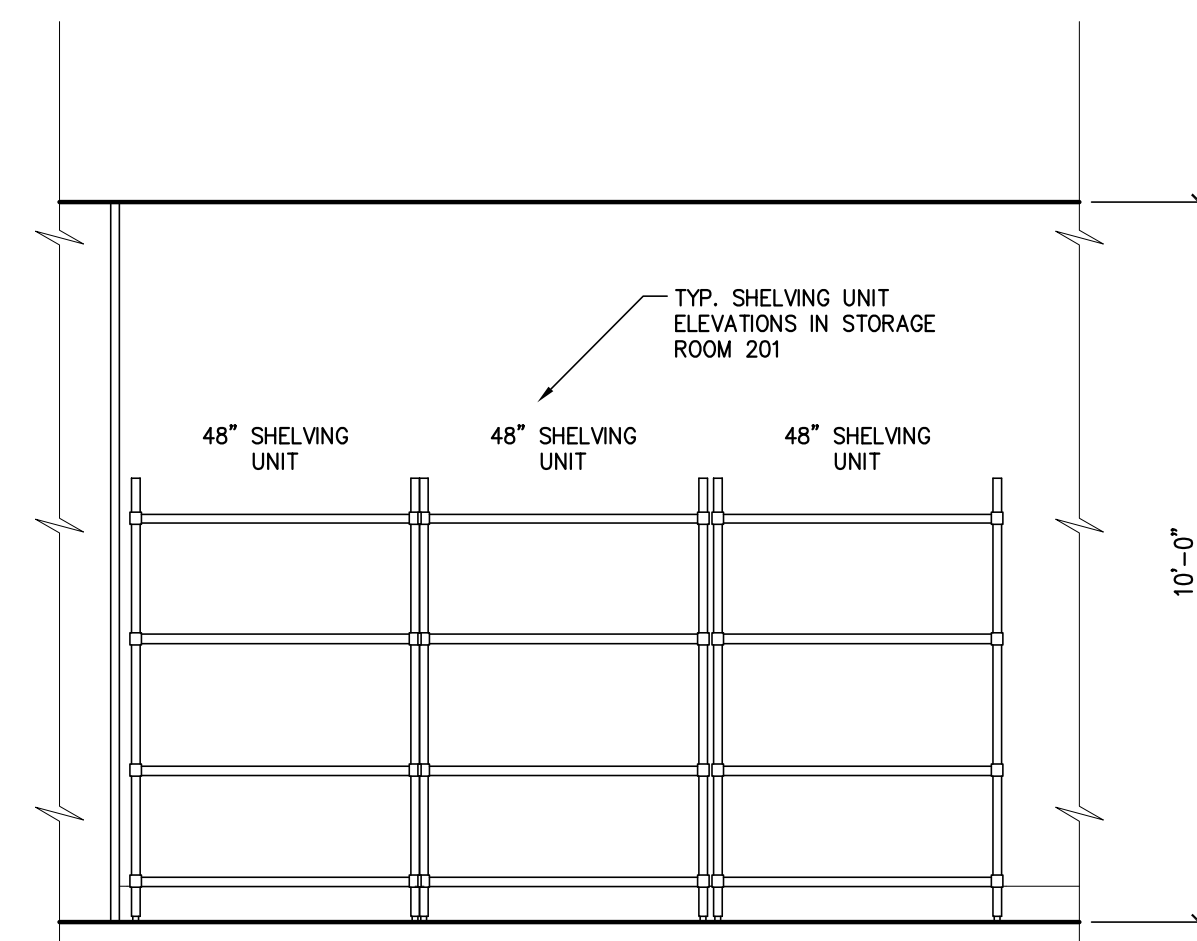 TYP. SHELVING UNIT
ELEVATIONS IN STORAGE
ROOM 201
48” SHELVING
UNIT
48” SHELVING
UNIT
48” SHELVING
UNIT
10’–0”